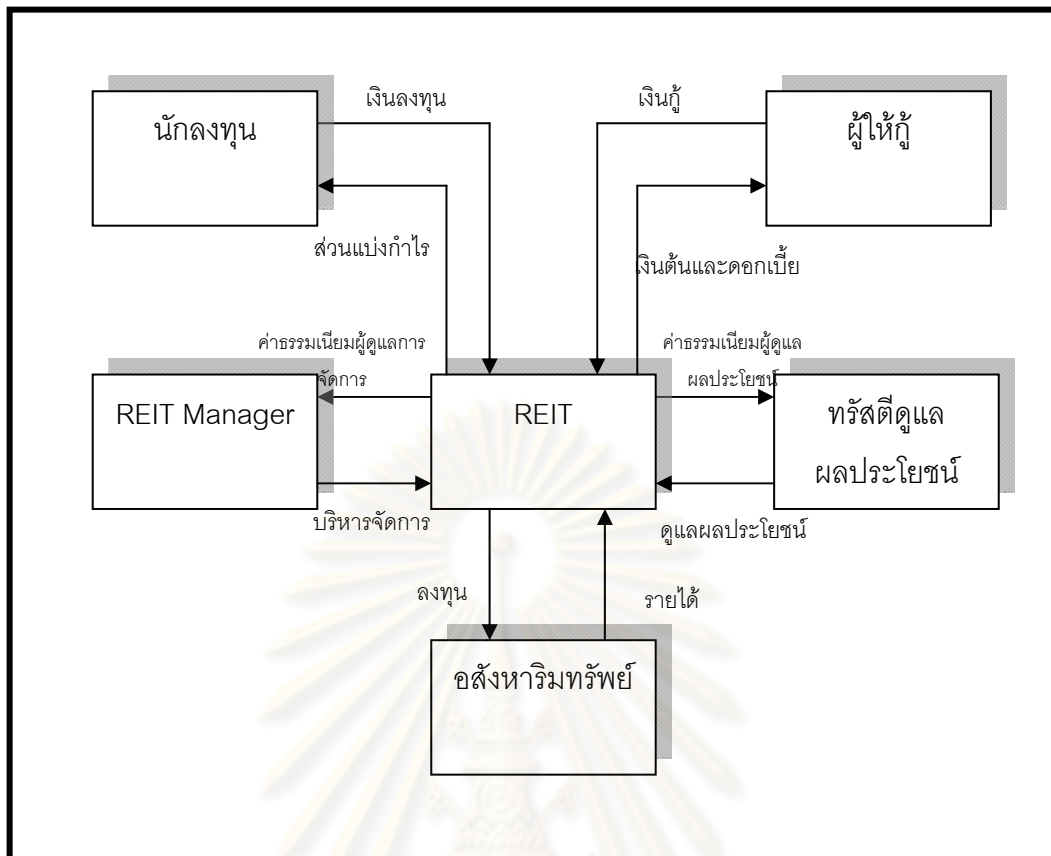 เงินลงทุน
เงินกู้
นักลงทุน
ผู้ให้กู้
ส่วนแบ่งกำไร
เงินต้นและดอกเบี้ย
ค่าธรรมเนียมผู้ดูแลการ
จัดการ
ค่าธรรมเนียมผู้ดูแล
ผลประโยชน์
REIT Manager
REIT
ทรัสตีดูแล
ผลประโยชน์
บริหารจัดการ
ดูแลผลประโยชน์
ลงทุน
รายได้
อสังหาริมทรัพย์